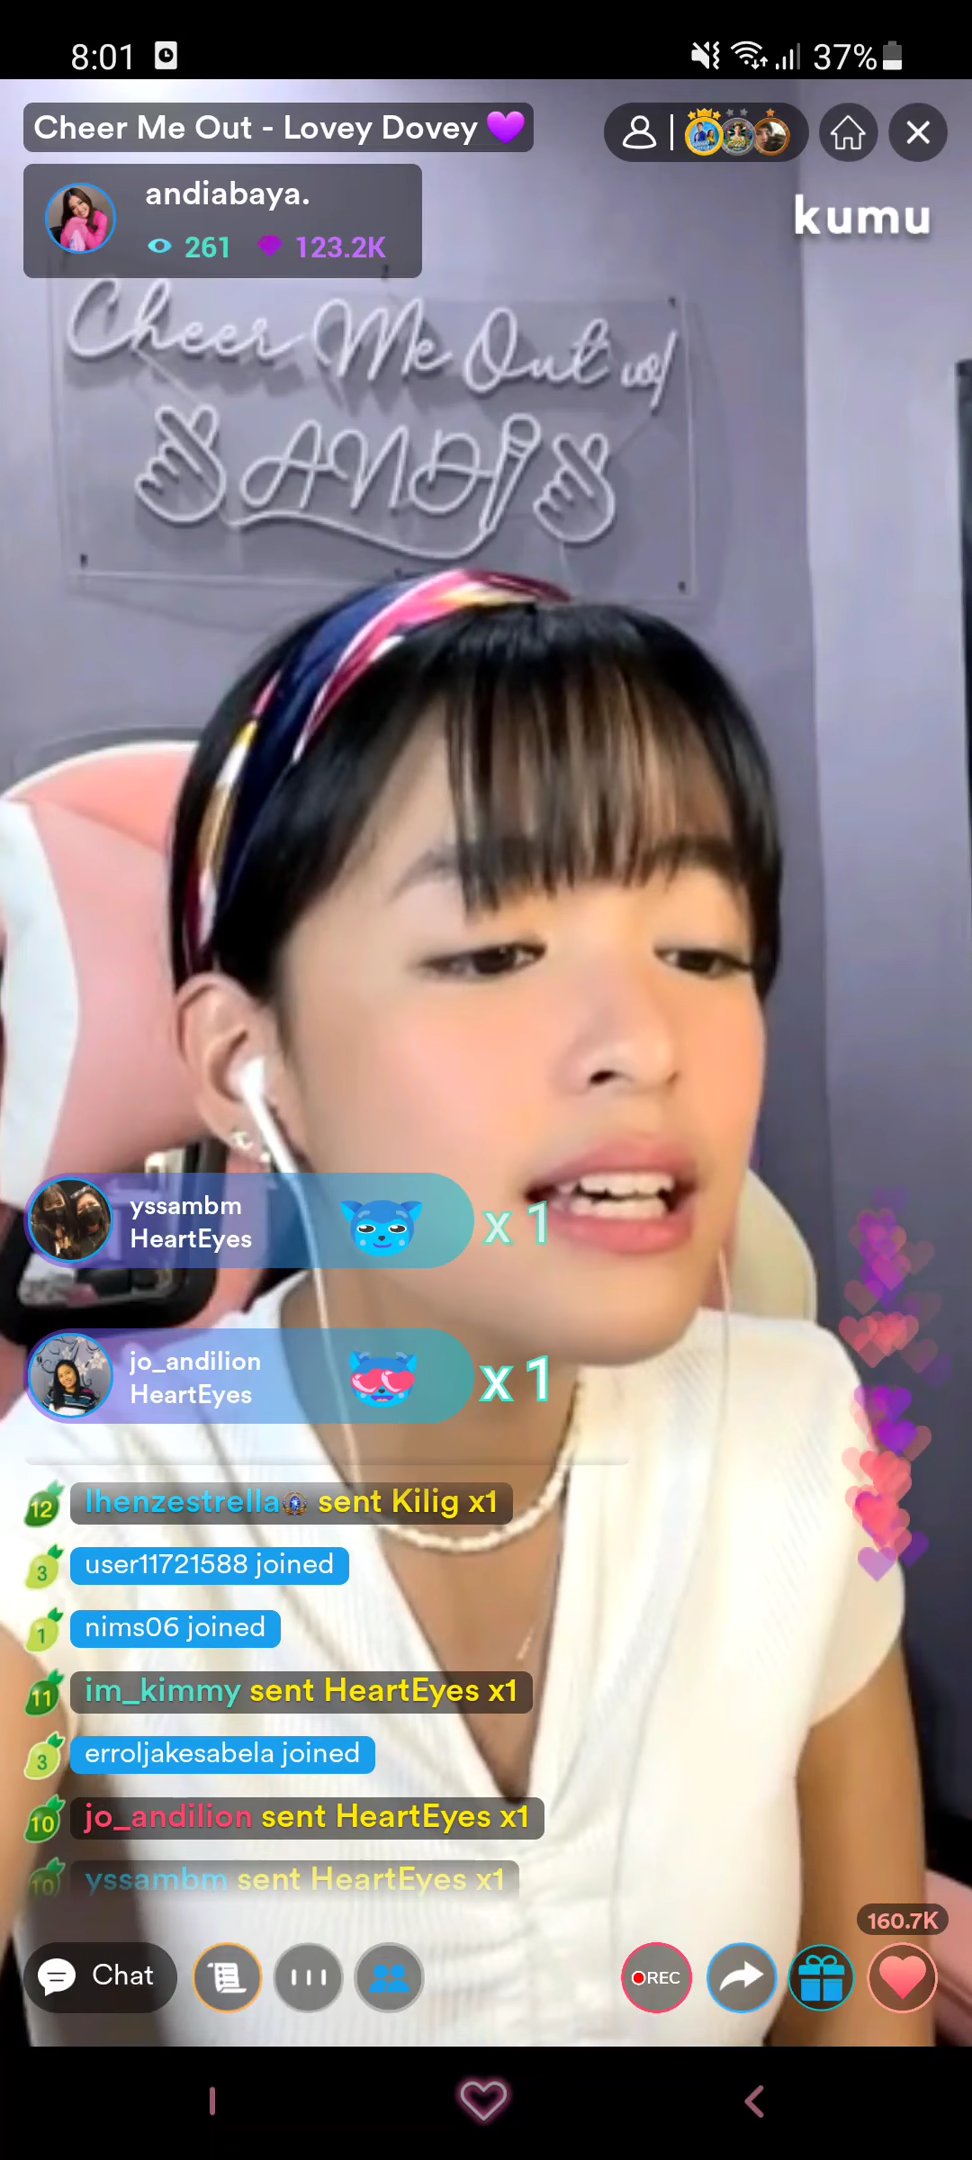 8:01
37%
Cheer Me Out - Lovey Dovey 💜
andiabaya.
261 123.2K
kumu
Cheer Me Out w/
ANDI
yssambm
HeartEyes
x 1
jo_andilion
HeartEyes
x 1
12 lhenzestrella sent Kilig x1
3 user11721588 joined
1 nims06 joined
11 im_kimmy sent HeartEyes x1
3 erroljakesabela joined
10 jo_andilion sent HeartEyes x1
10 yssambm sent HeartEyes x1
160.7K
Chat
REC